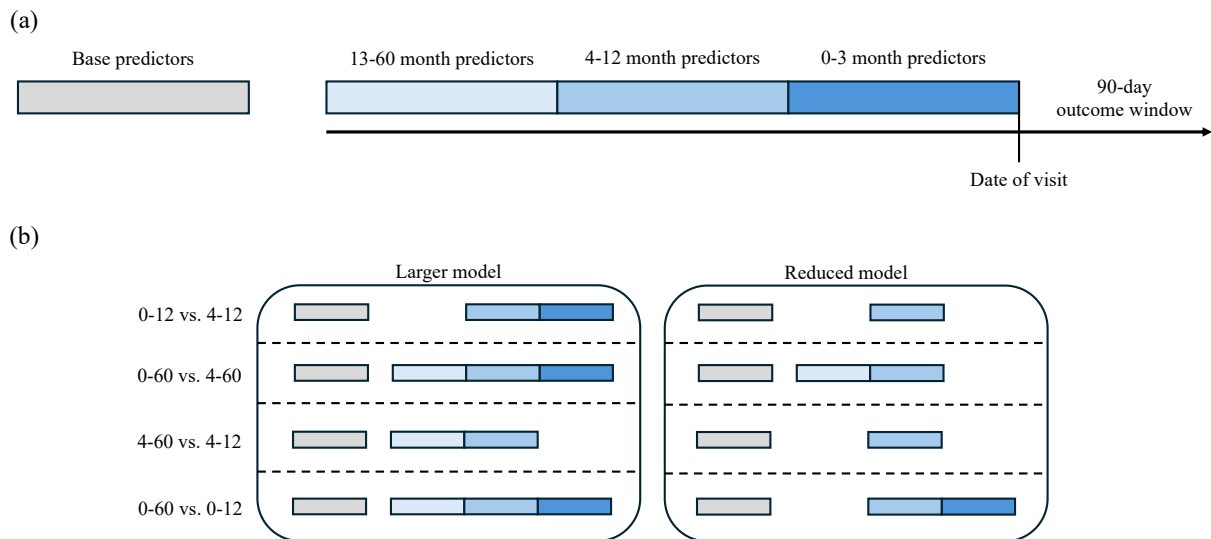 (a)
Base predictors
13-60 month predictors
4-12 month predictors
0-3 month predictors
90-day
outcome window
Date of visit
(b)
Larger model
Reduced model
0-12 vs. 4-12
0-60 vs. 4-60
4-60 vs. 4-12
0-60 vs. 0-12